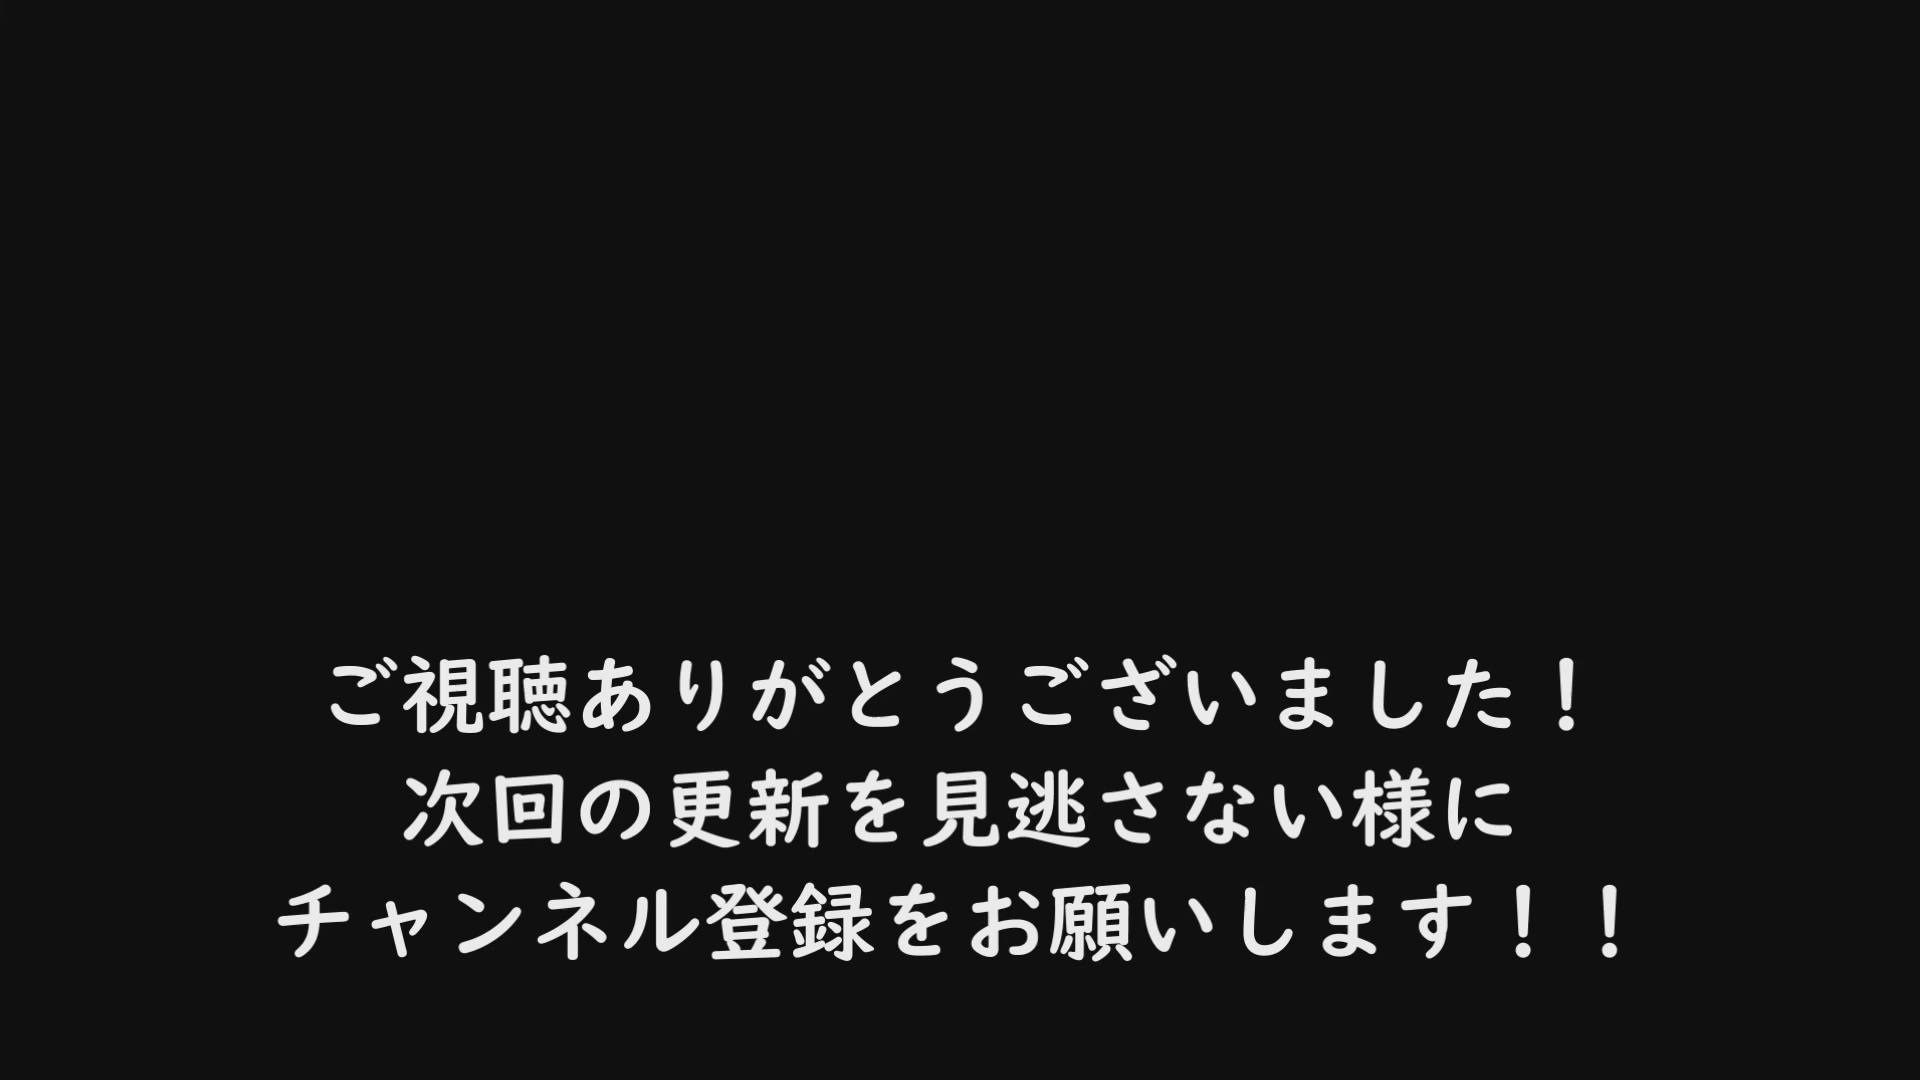 ご視聴ありがとうございました！
次回の更新を見逃さない様に
チャンネル登録をお願いします！！